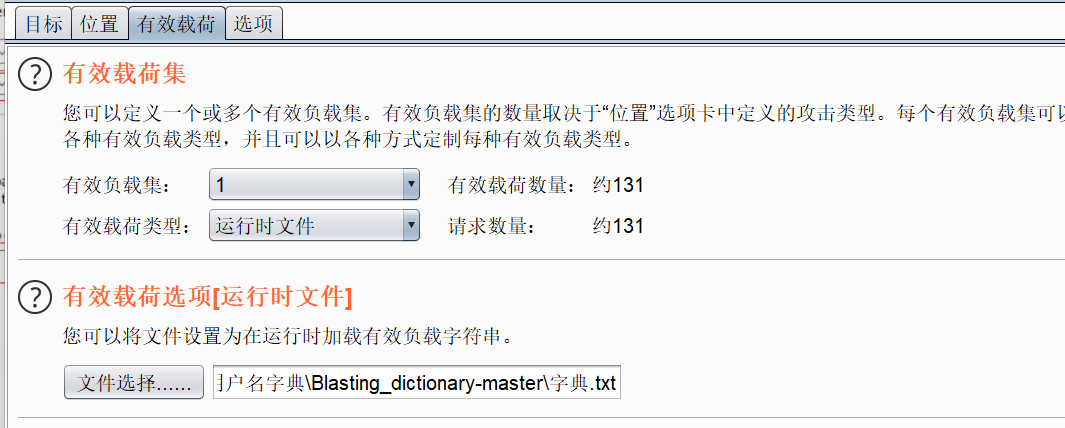 目标 位置 有效载荷 选项
有效载荷集
您可以定义一个或多个有效负载集。有效负载集的数量取决于“位置”选项卡中定义的攻击类型。每个有效负载集可以
各种有效负载类型，并且可以以各种方式定制每种有效负载类型。
有效负载集： 1 有效载荷数量： 约131
有效载荷类型： 运行时文件 请求数量： 约131
有效载荷选项[运行时文件]
您可以将文件设置为在运行时加载有效负载字符串。
文件选择...... 户名字典\Blasting_dictionary-master\字典.txt